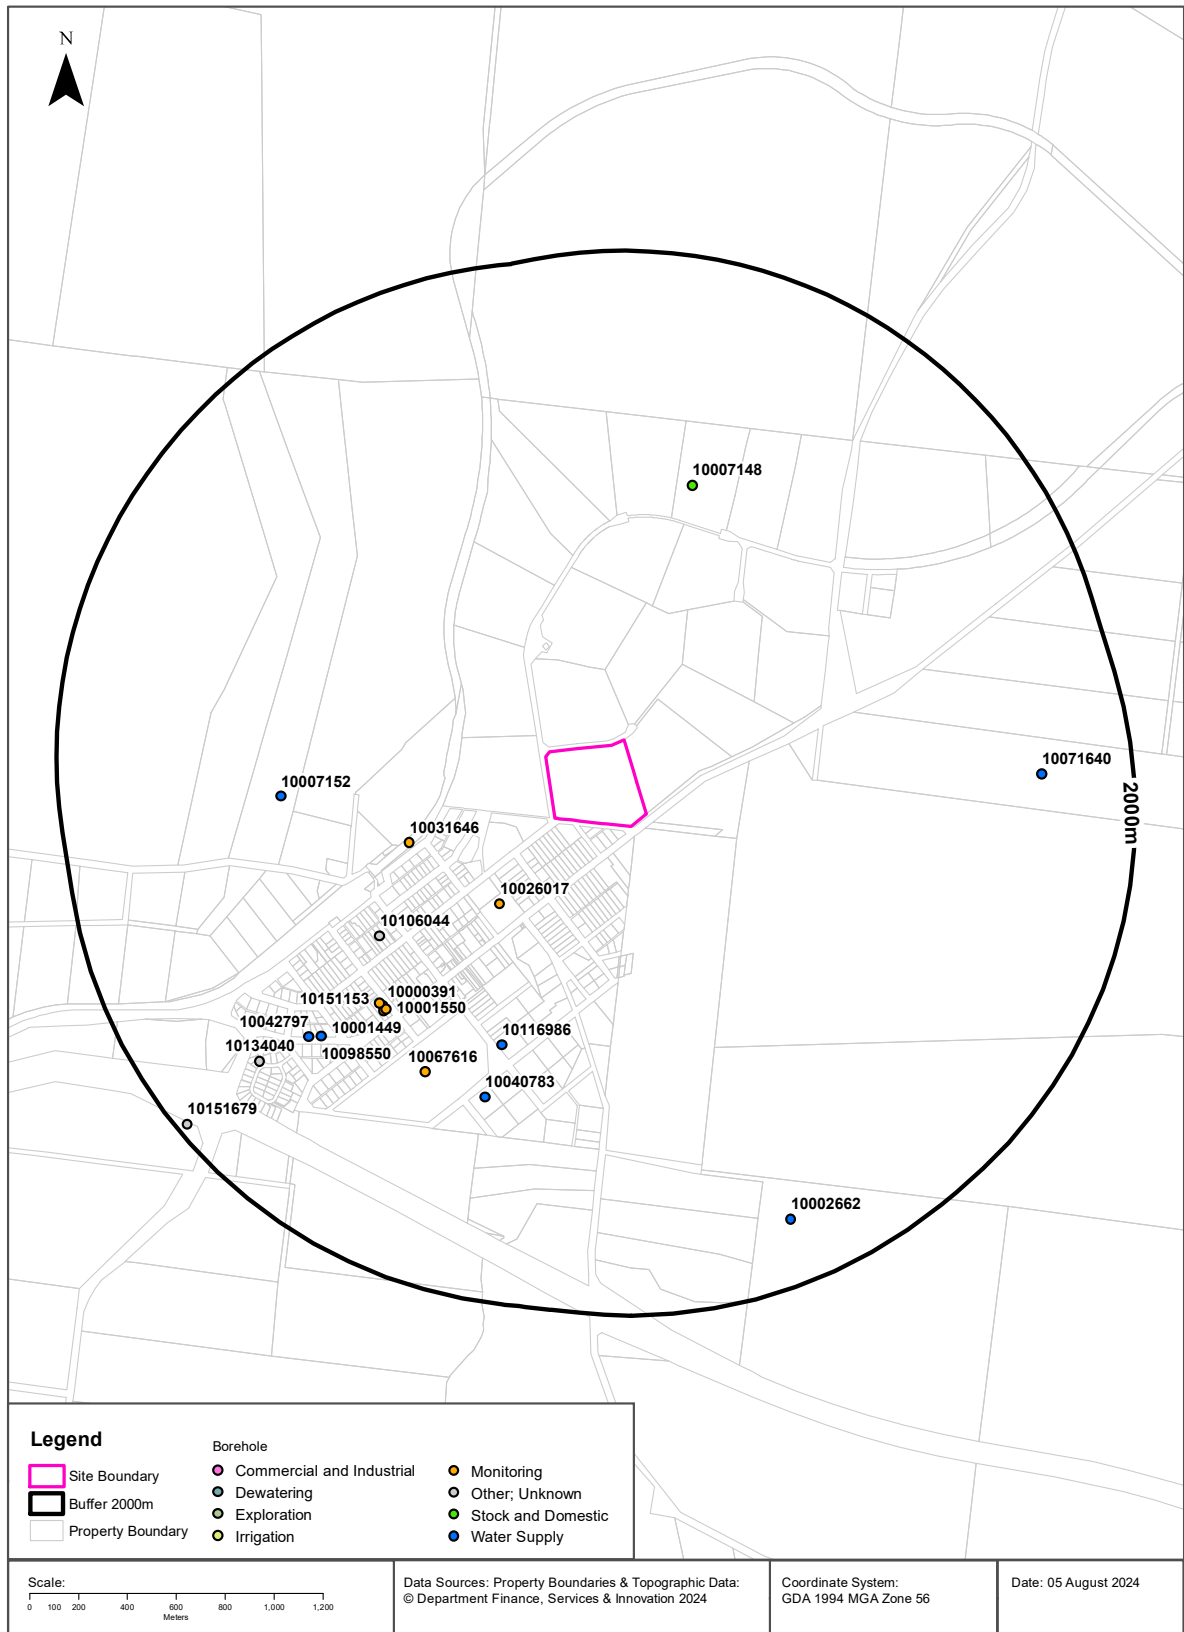 N
10007148
10071640
2000m
10007152
10031646
10026017
10106044
10000391
10151153
10001550
10042797
10001449
10116986
10134040
10098550
10067616
10040783
10151679
10002662
Legend
Site Boundary
Buffer 2000m
Property Boundary
Borehole
Commercial and Industrial
Dewatering
Exploration
Irrigation
Monitoring
Other; Unknown
Stock and Domestic
Water Supply
Scale:
0 100 200 400 600 800 1,000 1,200
Meters
Data Sources: Property Boundaries & Topographic Data:
© Department Finance, Services & Innovation 2024
Coordinate System:
GDA 1994 MGA Zone 56
Date: 05 August 2024